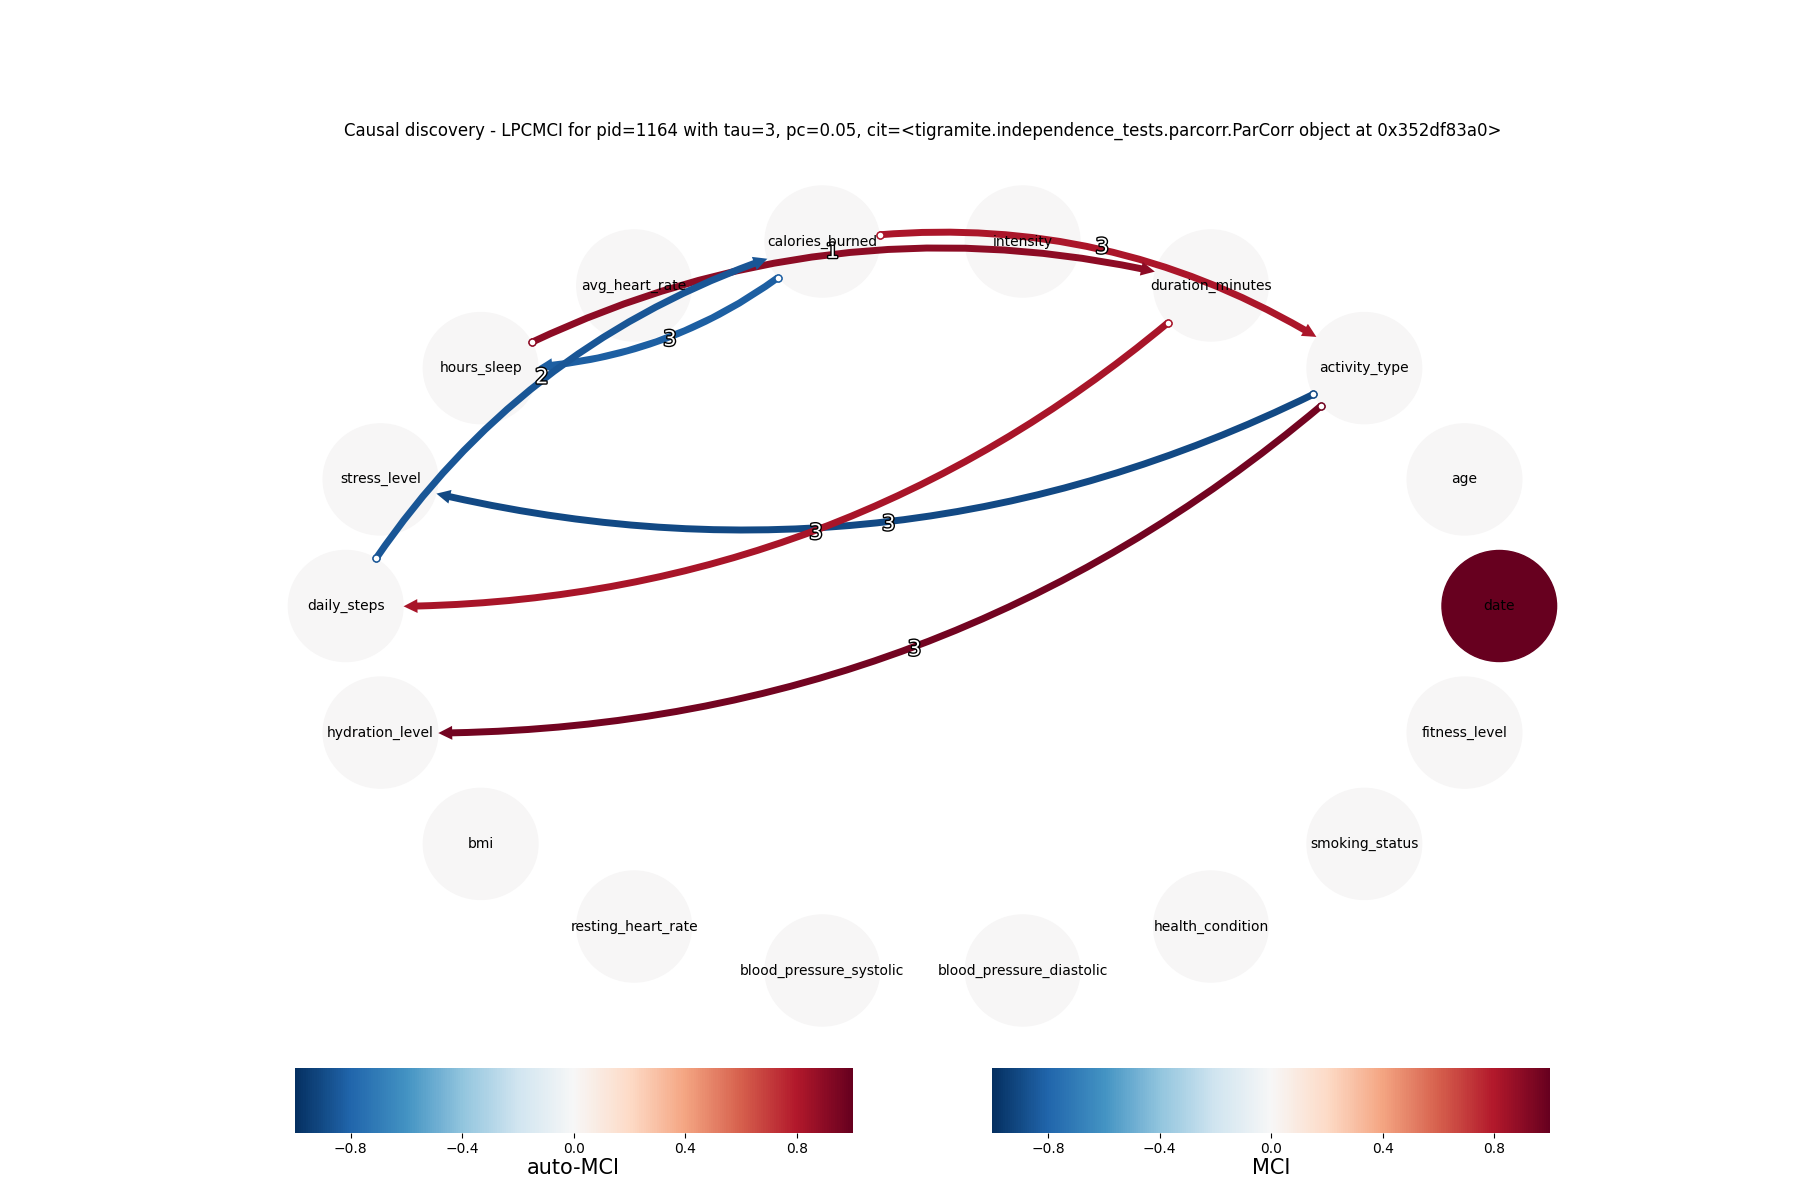 Causal discovery - LPCMCI for pid=1164 with tau=3, pc=0.05, cit=<tigramite.independence_tests.parcorr.ParCorr object at 0x352df83a0>
calories_burned
intensity
3
1
avg_heart_rate
duration_minutes
3
hours_sleep
2
activity_type
stress_level
age
3
3
daily_steps
date
3
hydration_level
fitness_level
bmi
smoking_status
resting_heart_rate
health_condition
blood_pressure_systolic
blood_pressure_diastolic
−0.8 −0.4 0.0 0.4 0.8
auto-MCI
−0.8 −0.4 0.0 0.4 0.8
MCI